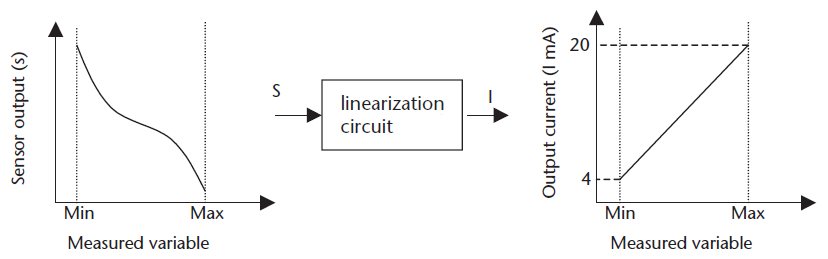 Sensor output (s)
Min
Max
Measured variable
S
linearization
circuit
I
Output current (I mA)
20
4
Min
Max
Measured variable